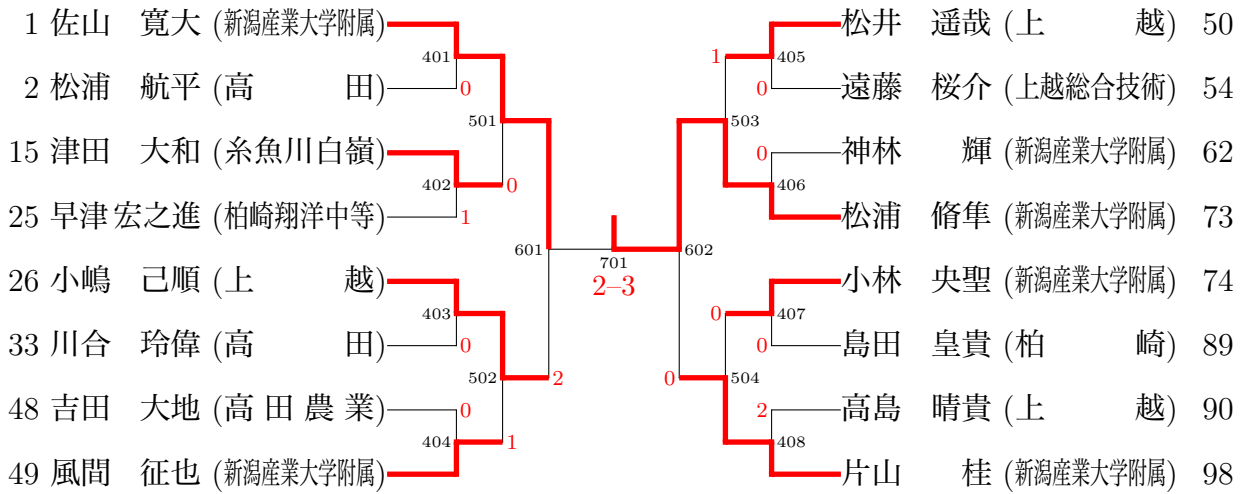 1 佐山 寛大 (新潟産業大学附属)
401
0
2 松浦 航平 (高 田)
501
15 津田 大和 (糸魚川白嶺)
402
0
1
25 早津 宏之進 (柏崎翔洋中等)
601
26 小嶋 己順 (上 越)
403
0
33 川合 玲偉 (高 田)
502
2
48 吉田 大地 (高 田 農 業)
0
404
1
49 風間 征也 (新潟産業大学附属)
701
2–3
松井 遥哉 (上 越) 50
1
405
0
遠藤 桜介 (上越総合技術) 54
503
0
神林 輝 (新潟産業大学附属) 62
406
松浦 脩隼 (新潟産業大学附属) 73
602
小林 央聖 (新潟産業大学附属) 74
0
407
0
島田 皇貴 (柏 崎) 89
0
504
2
高島 晴貴 (上 越) 90
408
片山 桂 (新潟産業大学附属) 98